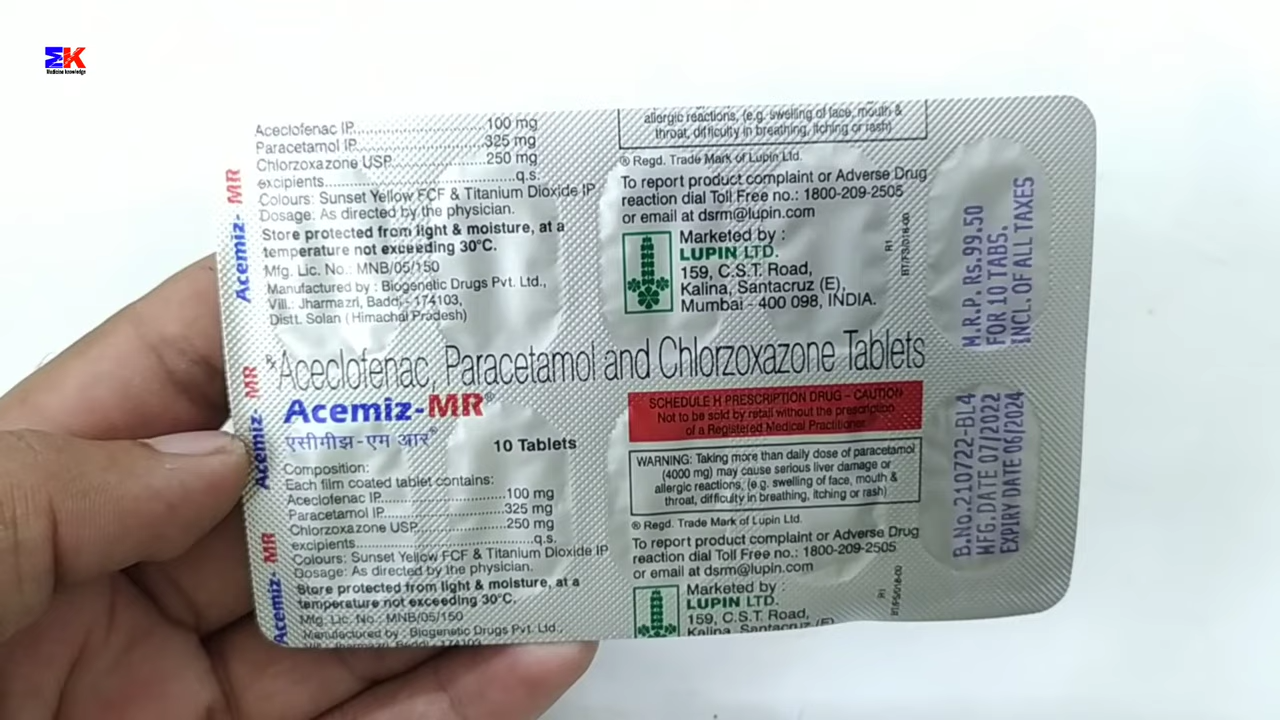 MK
Medicine knowledge
Aceclofenac IP..............................100 mg
Paracetamol IP..............................325 mg
Chlorzoxazone USP......................250 mg
excipients......................................q.s.
Colours: Sunset Yellow FCF & Titanium Dioxide IP
Dosage: As directed by the physician.
Store protected from light & moisture, at a
temperature not exceeding 30°C.
Mfg. Lic. No.: MNB/05/150
Manufactured by : Biogenetic Drugs Pvt. Ltd.,
Vill.: Jharmazri, Baddi - 174103,
Distt. Solan (Himachal Pradesh)
allergic reactions, (e.g. swelling of face, mouth &
throat, difficulty in breathing, itching or rash)
® Regd. Trade Mark of Lupin Ltd.
To report product complaint or Adverse Drug
reaction dial Toll Free no.: 1800-209-2505
or email at dsrm@lupin.com
Marketed by :
LUPIN LTD.
159, C.S.T. Road,
Kalina, Santacruz (E),
Mumbai - 400 098, INDIA.
R1
M.R.P. Rs.99.50
FOR 10 TABS.
INCL. OF ALL TAXES
Acemiz-MR
Acemiz-MR
Acemiz-MR
Rx Aceclofenac, Paracetamol and Chlorzoxazone Tablets
Acemiz-MR®
एसीमीझ-एम आर®
10 Tablets
Composition:
Each film coated tablet contains:
Aceclofenac IP..............................100 mg
Paracetamol IP..............................325 mg
Chlorzoxazone USP......................250 mg
excipients......................................q.s.
Colours: Sunset Yellow FCF & Titanium Dioxide IP
Dosage: As directed by the physician.
Store protected from light & moisture, at a
temperature not exceeding 30°C.
Mfg. Lic. No.: MNB/05/150
Manufactured by : Biogenetic Drugs Pvt. Ltd.,
SCHEDULE H PRESCRIPTION DRUG – CAUTION
Not to be sold by retail without the prescription
of a Registered Medical Practitioner
WARNING: Taking more than daily dose of paracetamol
(4000 mg) may cause serious liver damage or
allergic reactions, (e.g. swelling of face, mouth &
throat, difficulty in breathing, itching or rash)
® Regd. Trade Mark of Lupin Ltd.
To report product complaint or Adverse Drug
reaction dial Toll Free no.: 1800-209-2505
or email at dsrm@lupin.com
Marketed by :
LUPIN LTD.
159, C.S.T. Road,
Kalina, Santacruz (E)
R1
B.No.210722-BL4
MFG.DATE 07/2022
EXPIRY DATE 06/2024